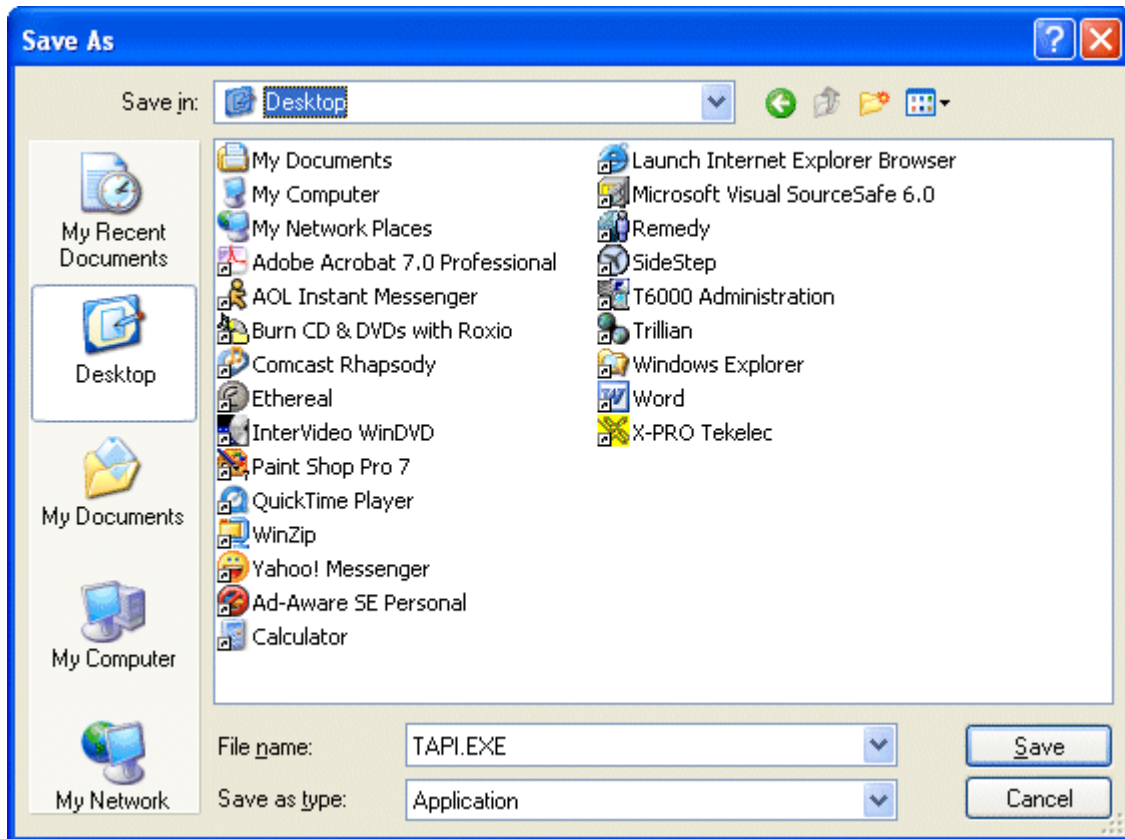 Save As
Save in: Desktop
My Recent
Documents
Desktop
My Documents
My Computer
My Network
My Documents
My Computer
My Network Places
Adobe Acrobat 7.0 Professional
AOL Instant Messenger
Burn CD & DVDs with Roxio
Comcast Rhapsody
Ethereal
InterVideo WinDVD
Paint Shop Pro 7
QuickTime Player
WinZip
Yahoo! Messenger
Ad-Aware SE Personal
Calculator
Launch Internet Explorer Browser
Microsoft Visual SourceSafe 6.0
Remedy
SideStep
T6000 Administration
Trillian
Windows Explorer
Word
X-PRO Tekelec
File name: TAPI.EXE
Save
Save as type: Application
Cancel